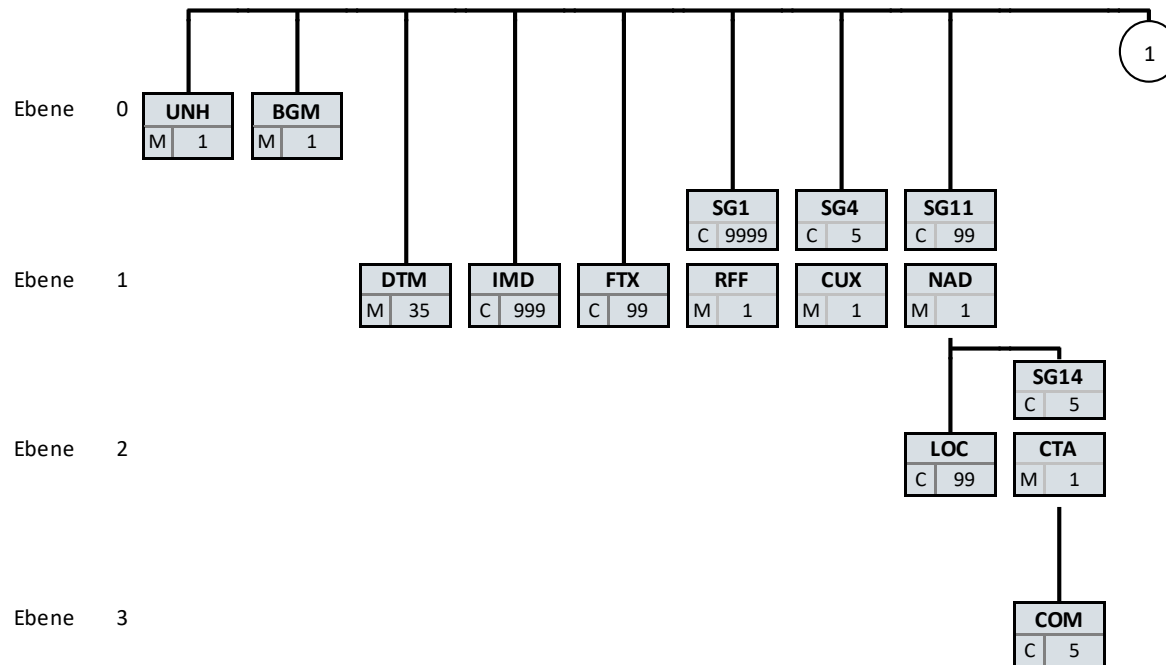 1
Ebene 0 UNH BGM
M 1 M 1
SG1 SG4 SG11
C 9999 C 5 C 99
Ebene 1 DTM IMD FTX RFF CUX NAD
M 35 C 999 C 99 M 1 M 1 M 1
SG14
C 5
Ebene 2 LOC CTA
C 99 M 1
Ebene 3 COM
C 5